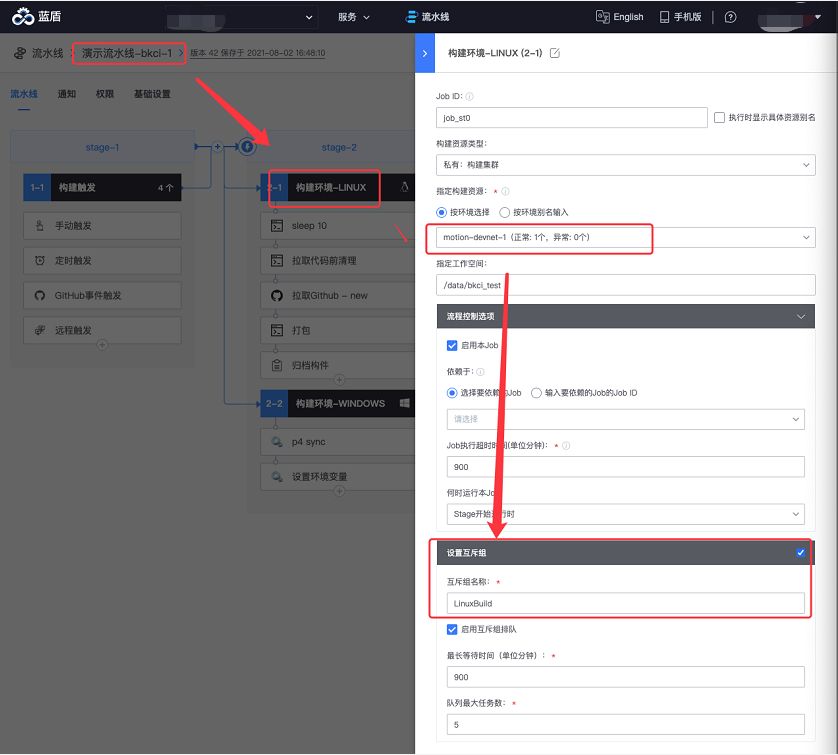 蓝盾
服务
流水线
English
手机版
流水线
演示流水线-bkci-1
版本 42 保存于 2021-08-02 16:48:10
流水线 通知 权限 基础设置
stage-1
1-1 构建触发 4 个
手动触发
定时触发
GitHub事件触发
远程触发
stage-2
2-1 构建环境-LINUX
sleep 10
拉取代码前清理
拉取Github - new
打包
归档构件
2-2 构建环境-WINDOWS
p4 sync
设置环境变量
构建环境-LINUX (2-1)
Job ID:
job_st0
执行时显示具体资源别名
构建资源类型:
私有: 构建集群
指定构建资源: *
按环境选择 按环境别名输入
motion-devnet-1（正常: 1个，异常: 0个）
指定工作空间:
/data/bkci_test
流程控制选项
启用本Job
依赖于:
选择要依赖的Job 输入要依赖的Job的Job ID
请选择
Job执行超时时间(单位分钟): *
900
何时运行本Job
Stage开始运行时
设置互斥组
互斥组名称: *
LinuxBuild
启用互斥组排队
最长等待时间（单位分钟）: *
900
队列最大任务数: *
5